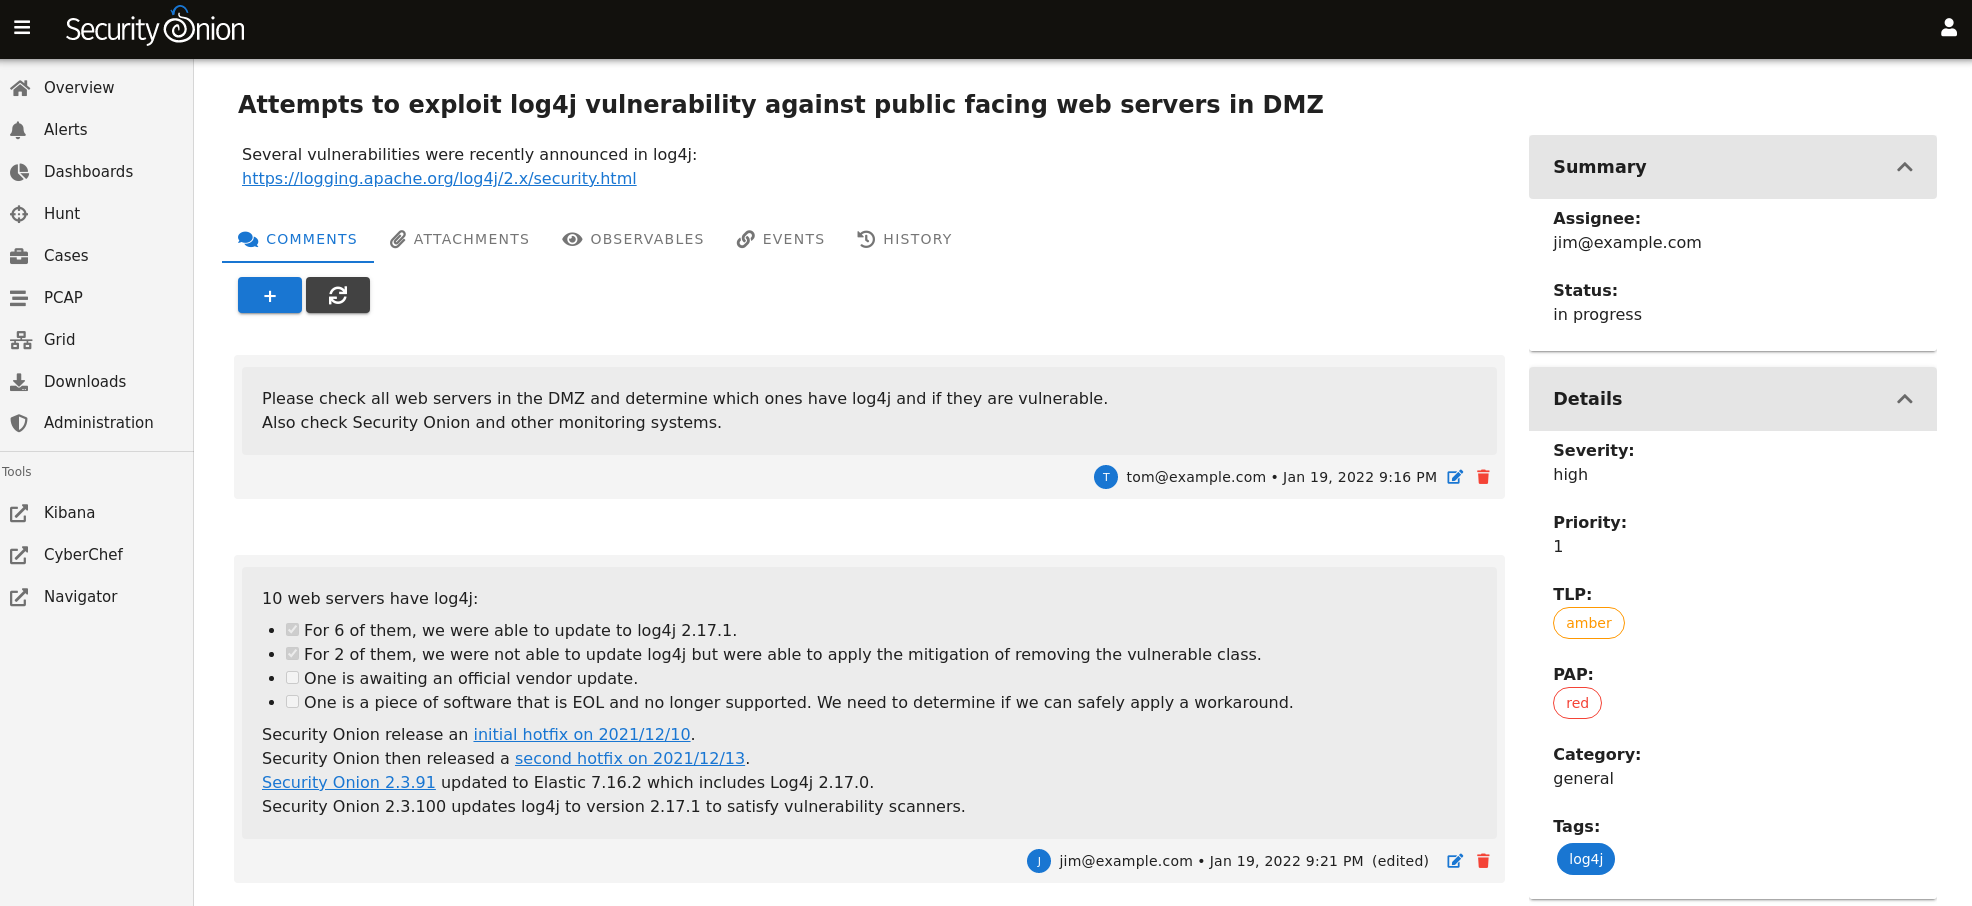 Security Onion
Overview
Alerts
Dashboards
Hunt
Cases
PCAP
Grid
Downloads
Administration
Tools
Kibana
CyberChef
Navigator
Attempts to exploit log4j vulnerability against public facing web servers in DMZ
Several vulnerabilities were recently announced in log4j:
https://logging.apache.org/log4j/2.x/security.html
COMMENTS ATTACHMENTS OBSERVABLES EVENTS HISTORY
+
Please check all web servers in the DMZ and determine which ones have log4j and if they are vulnerable.
Also check Security Onion and other monitoring systems.
T tom@example.com • Jan 19, 2022 9:16 PM
10 web servers have log4j:
• For 6 of them, we were able to update to log4j 2.17.1.
• For 2 of them, we were not able to update log4j but were able to apply the mitigation of removing the vulnerable class.
• One is awaiting an official vendor update.
• One is a piece of software that is EOL and no longer supported. We need to determine if we can safely apply a workaround.
Security Onion release an initial hotfix on 2021/12/10.
Security Onion then released a second hotfix on 2021/12/13.
Security Onion 2.3.91 updated to Elastic 7.16.2 which includes Log4j 2.17.0.
Security Onion 2.3.100 updates log4j to version 2.17.1 to satisfy vulnerability scanners.
J jim@example.com • Jan 19, 2022 9:21 PM (edited)
Summary
Assignee:
jim@example.com
Status:
in progress
Details
Severity:
high
Priority:
1
TLP:
amber
PAP:
red
Category:
general
Tags:
log4j